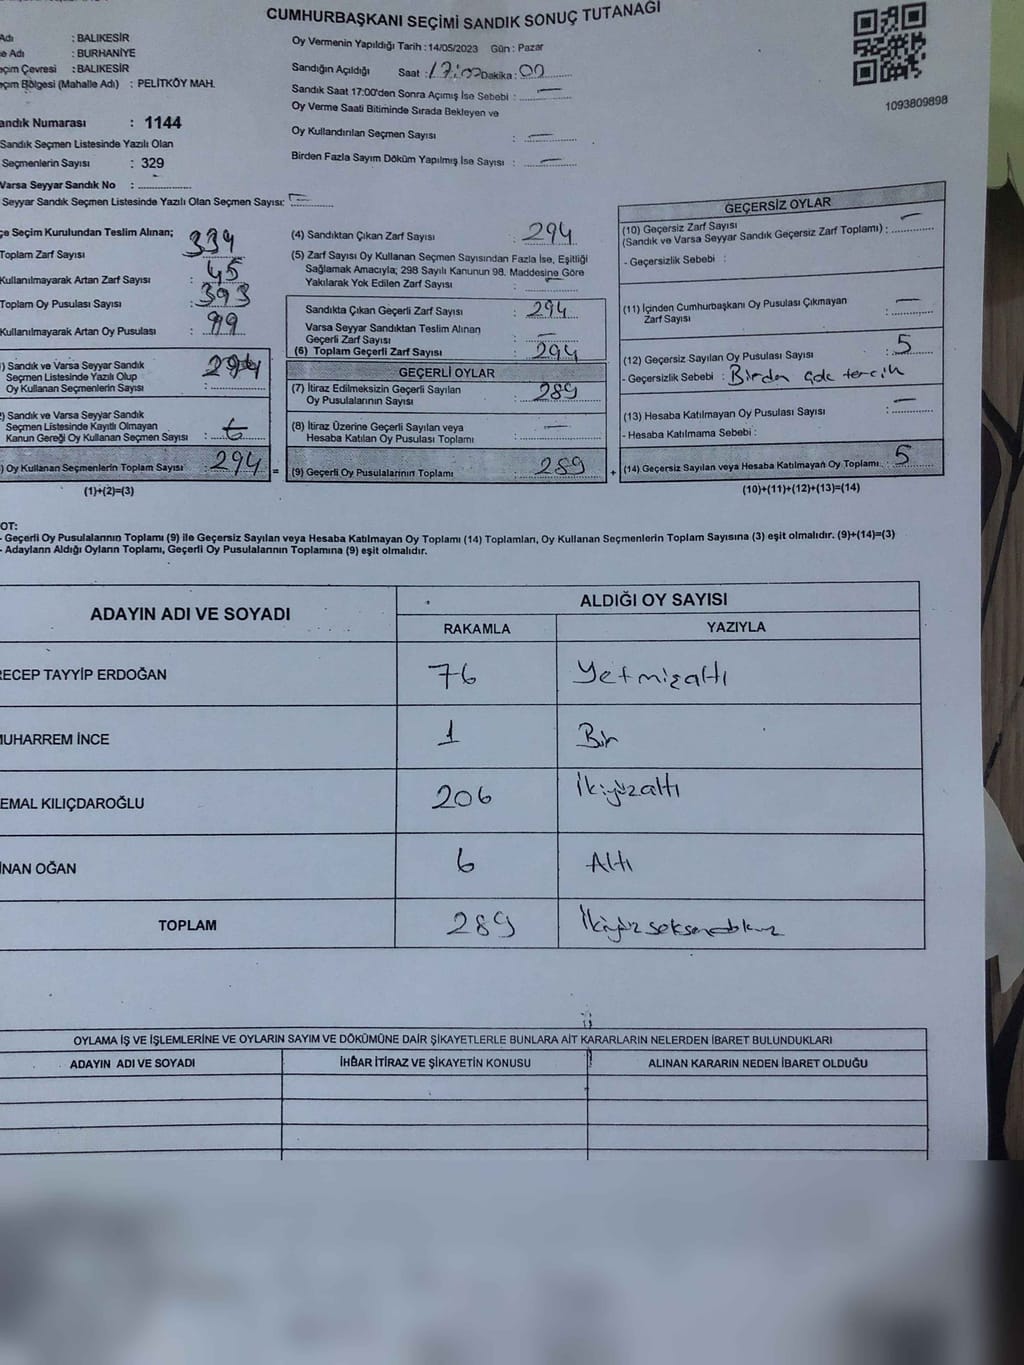 CUMHURBAŞKANI SEÇİMİ SANDIK SONUÇ TUTANAĞI
Adı : BALIKESİR
e Adı : BURHANİYE
eçim Çevresi : BALIKESİR
eçim Bölgesi (Mahalle Adı) : PELİTKÖY MAH.
andık Numarası : 1144
Sandık Seçmen Listesinde Yazılı Olan
Seçmenlerin Sayısı : 329
Varsa Seyyar Sandık No :
Seyyar Sandık Seçmen Listesinde Yazılı Olan Seçmen Sayısı:
Oy Vermenin Yapıldığı Tarih : 14/05/2023 Gün : Pazar
Sandığın Açıldığı Saat : 17:00 Dakika : 00
Sandık Saat 17:00'den Sonra Açımış İse Sebebi : —
Oy Verme Saati Bitiminde Sırada Bekleyen ve
Oy Kullandırılan Seçmen Sayısı : —
Birden Fazla Sayım Döküm Yapılmış İse Sayısı : —
1093809898
çe Seçim Kurulundan Teslim Alınan;
Toplam Zarf Sayısı 339
Kullanılmayarak Artan Zarf Sayısı : 45
Toplam Oy Pusulası Sayısı : 393
Kullanılmayarak Artan Oy Pusulası : 99
) Sandık ve Varsa Seyyar Sandık
Seçmen Listesinde Yazılı Olup
Oy Kullanan Seçmenlerin Sayısı : 294
) Sandık ve Varsa Seyyar Sandık
Seçmen Listesinde Kayıtlı Olmayan
Kanun Gereği Oy Kullanan Seçmen Sayısı :
) Oy Kullanan Seçmenlerin Toplam Sayısı : 294
(1)+(2)=(3)
(4) Sandıktan Çıkan Zarf Sayısı : 294
(5) Zarf Sayısı Oy Kullanan Seçmen Sayısından Fazla İse, Eşitliği
Sağlamak Amacıyla; 298 Sayılı Kanunun 98. Maddesine Göre
Yakılarak Yok Edilen Zarf Sayısı : —
Sandıkta Çıkan Geçerli Zarf Sayısı : 294
Varsa Seyyar Sandıktan Teslim Alınan
Geçerli Zarf Sayısı : —
(6) Toplam Geçerli Zarf Sayısı : 294
GEÇERLİ OYLAR
(7) İtiraz Edilmeksizin Geçerli Sayılan
Oy Pusulalarının Sayısı : 289
(8) İtiraz Üzerine Geçerli Sayılan veya
Hesaba Katılan Oy Pusulası Toplamı : —
= (9) Geçerli Oy Pusulalarının Toplamı 289 +
GEÇERSİZ OYLAR
(10) Geçersiz Zarf Sayısı
(Sandık ve Varsa Seyyar Sandık Geçersiz Zarf Toplamı) : —
- Geçersizlik Sebebi :
(11) İçinden Cumhurbaşkanı Oy Pusulası Çıkmayan
Zarf Sayısı : —
(12) Geçersiz Sayılan Oy Pusulası Sayısı : 5
- Geçersizlik Sebebi : Birden çok tercih
(13) Hesaba Katılmayan Oy Pusulası Sayısı : —
- Hesaba Katılmama Sebebi :
(14) Geçersiz Sayılan veya Hesaba Katılmayan Oy Toplamı : 5
(10)+(11)+(12)+(13)=(14)
OT:
- Geçerli Oy Pusulalarının Toplamı (9) ile Geçersiz Sayılan veya Hesaba Katılmayan Oy Toplamı (14) Toplamları, Oy Kullanan Seçmenlerin Toplam Sayısına (3) eşit olmalıdır. (9)+(14)=(3)
- Adayların Aldığı Oyların Toplamı, Geçerli Oy Pusulalarının Toplamına (9) eşit olmalıdır.
ADAYIN ADI VE SOYADI ALDIĞI OY SAYISI
RAKAMLA YAZIYLA
RECEP TAYYİP ERDOĞAN 76 Yetmişaltı
MUHARREM İNCE 1 Bir
EMAL KILIÇDAROĞLU 206 İkiyüzaltı
İNAN OĞAN 6 Altı
TOPLAM 289 İkiyüzseksendokuz
OYLAMA İŞ VE İŞLEMLERİNE VE OYLARIN SAYIM VE DÖKÜMÜNE DAİR ŞİKAYETLERLE BUNLARA AİT KARARLARIN NELERDEN İBARET BULUNDUKLARI
ADAYIN ADI VE SOYADI İHBAR İTİRAZ VE ŞİKAYETİN KONUSU ALINAN KARARIN NEDEN İBARET OLDUĞU